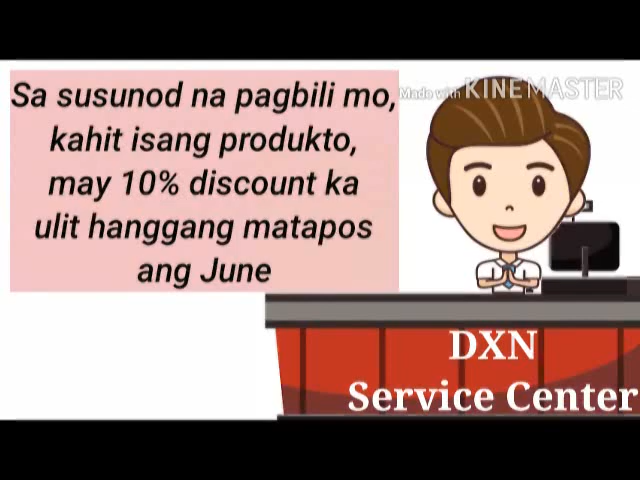 Made with KINEMASTER
Sa susunod na pagbili mo,
kahit isang produkto,
may 10% discount ka
ulit hanggang matapos
ang June
DXN
Service Center